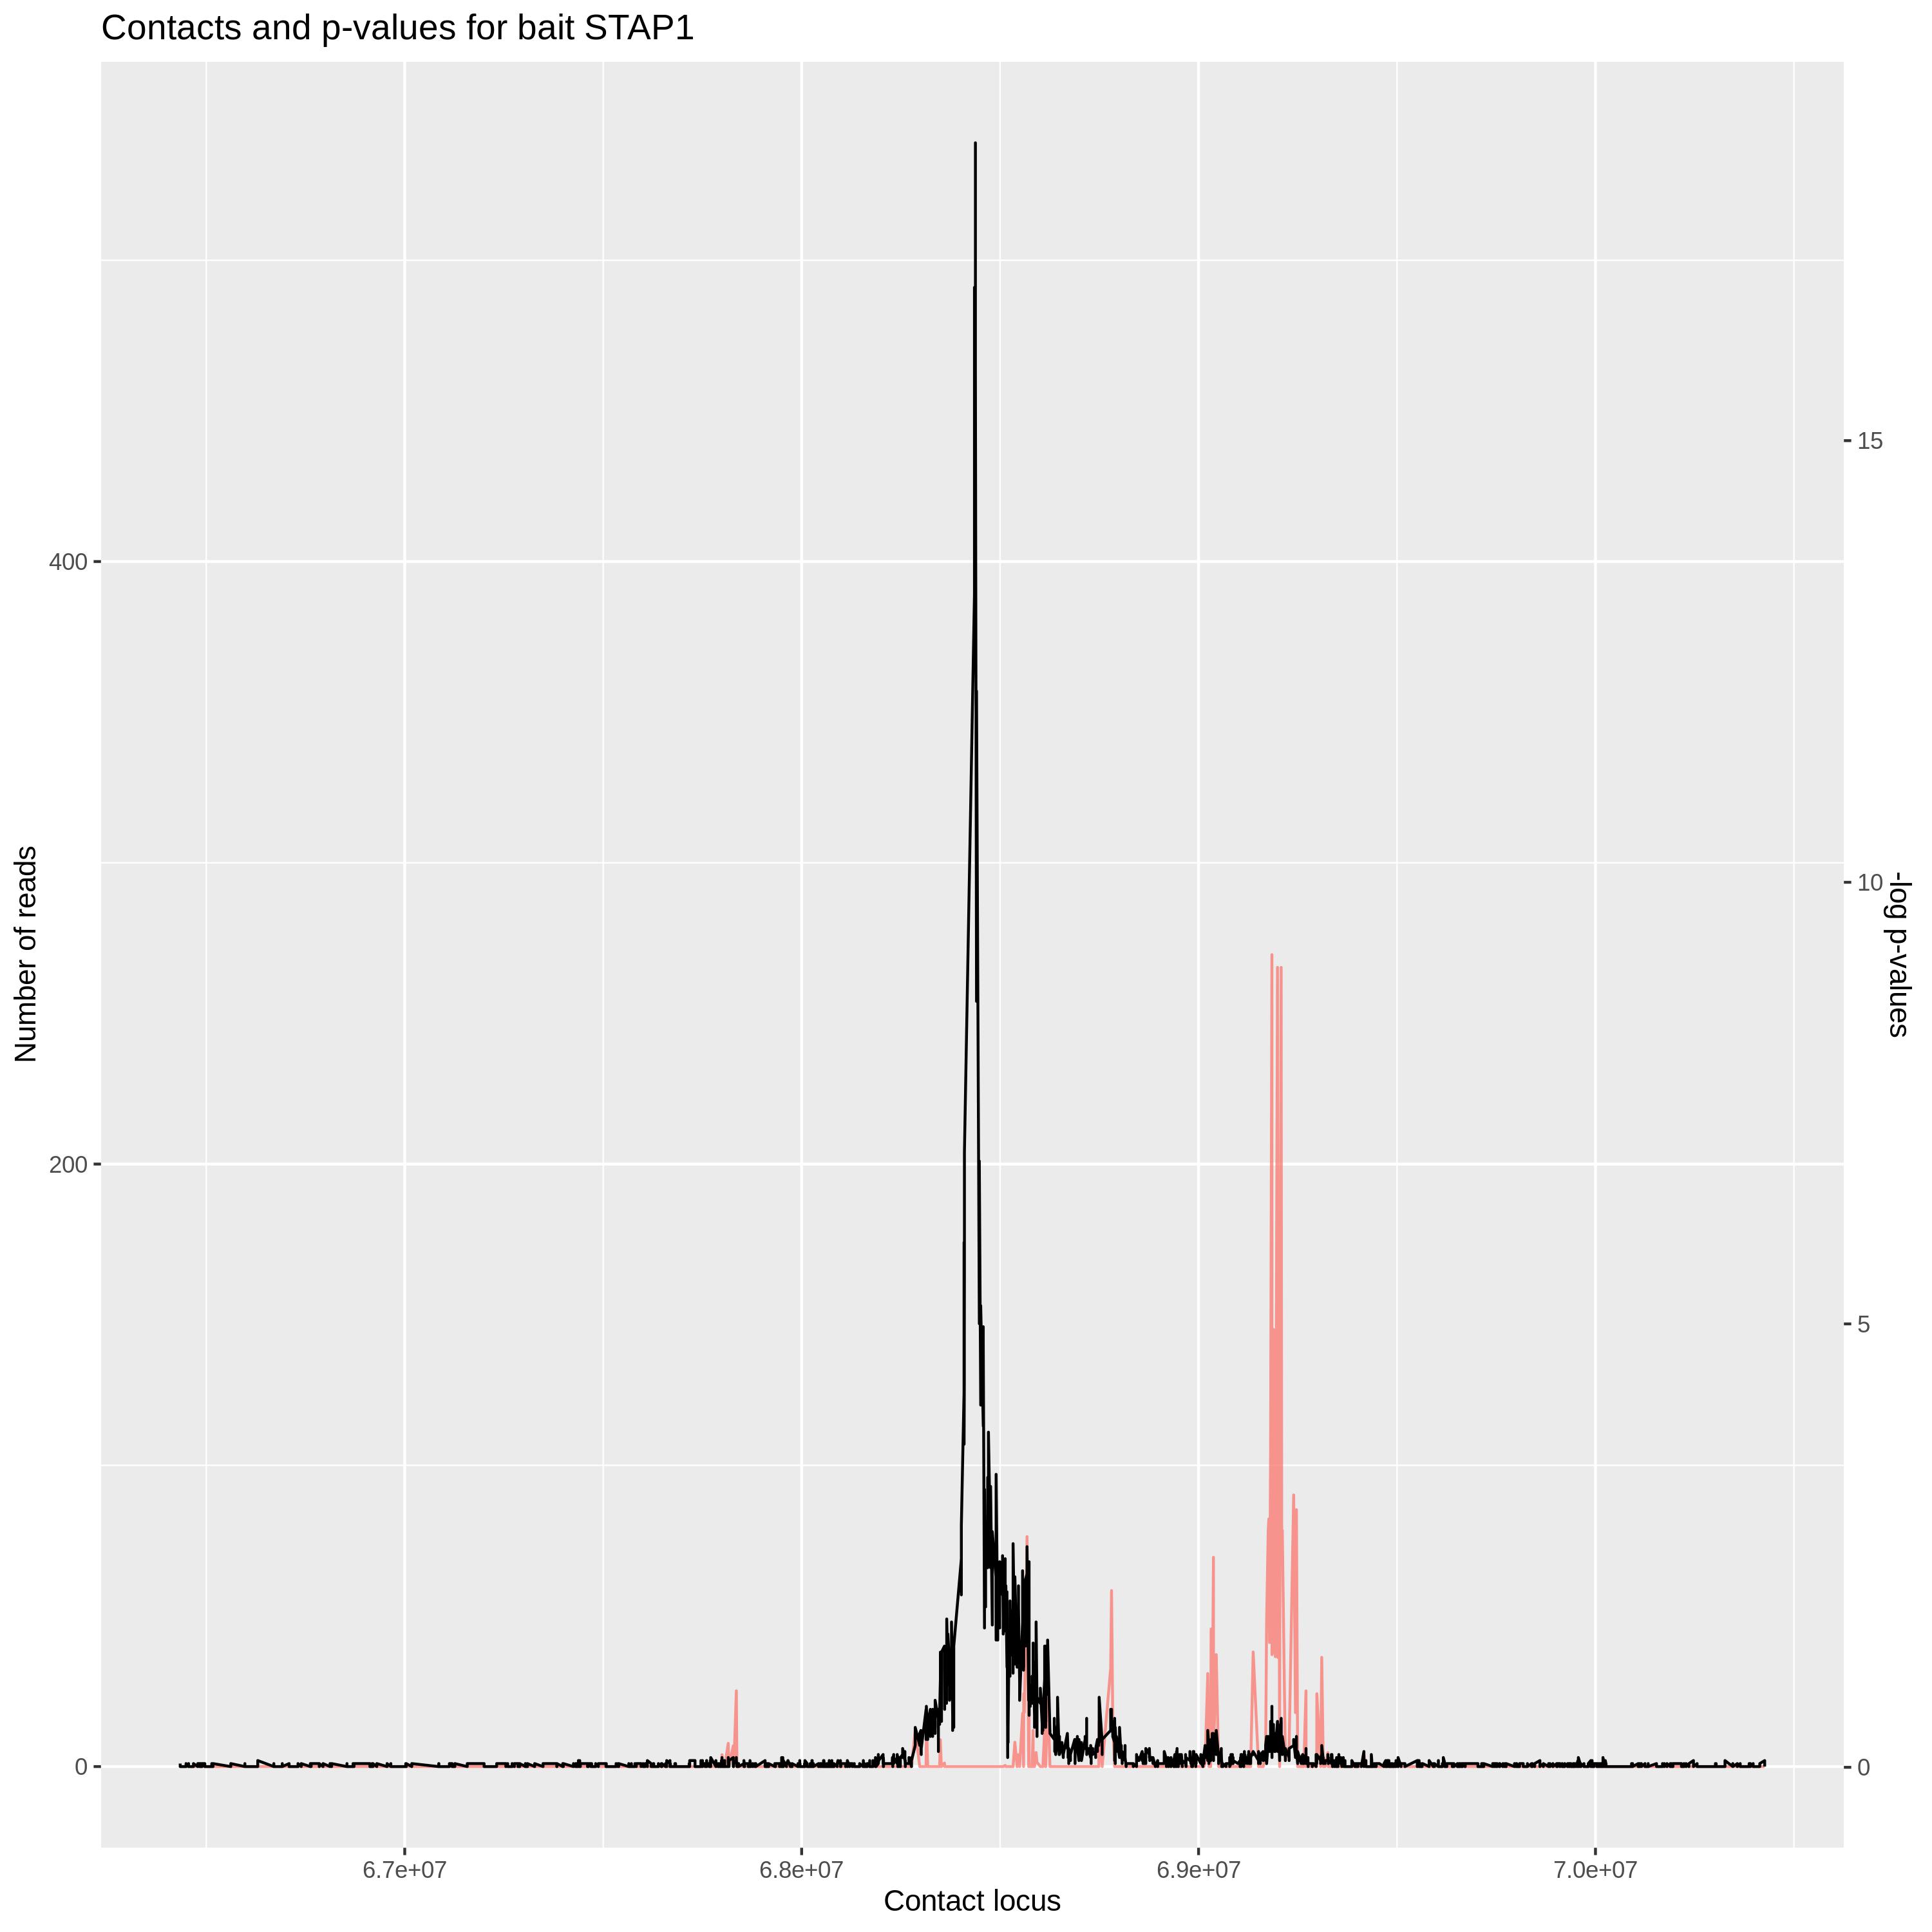 Contacts and p-values for bait STAP1
Number of reads
400
200
0
15
10
5
0
-log p-values
6.7e+07
6.8e+07
6.9e+07
7.0e+07
Contact locus